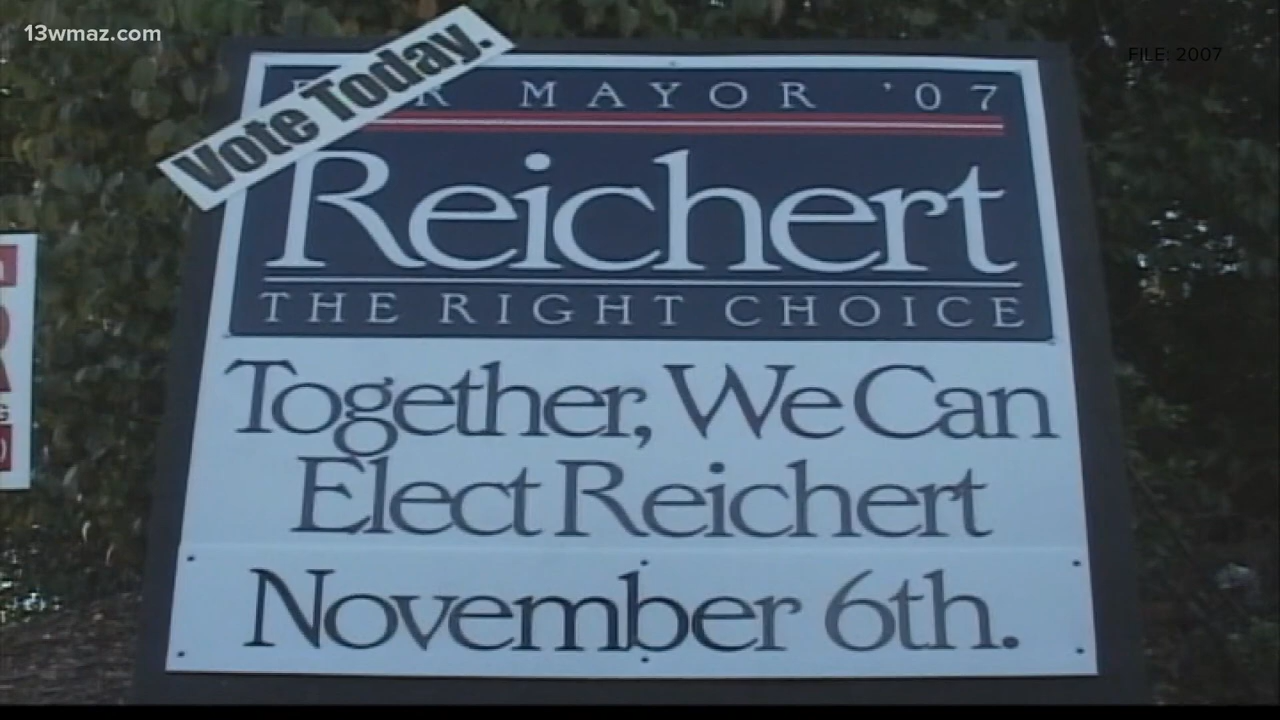 13wmaz.com
FILE: 2007
Vote Today.
MAYOR '07
Reichert
THE RIGHT CHOICE
Together, We Can
Elect Reichert
November 6th.